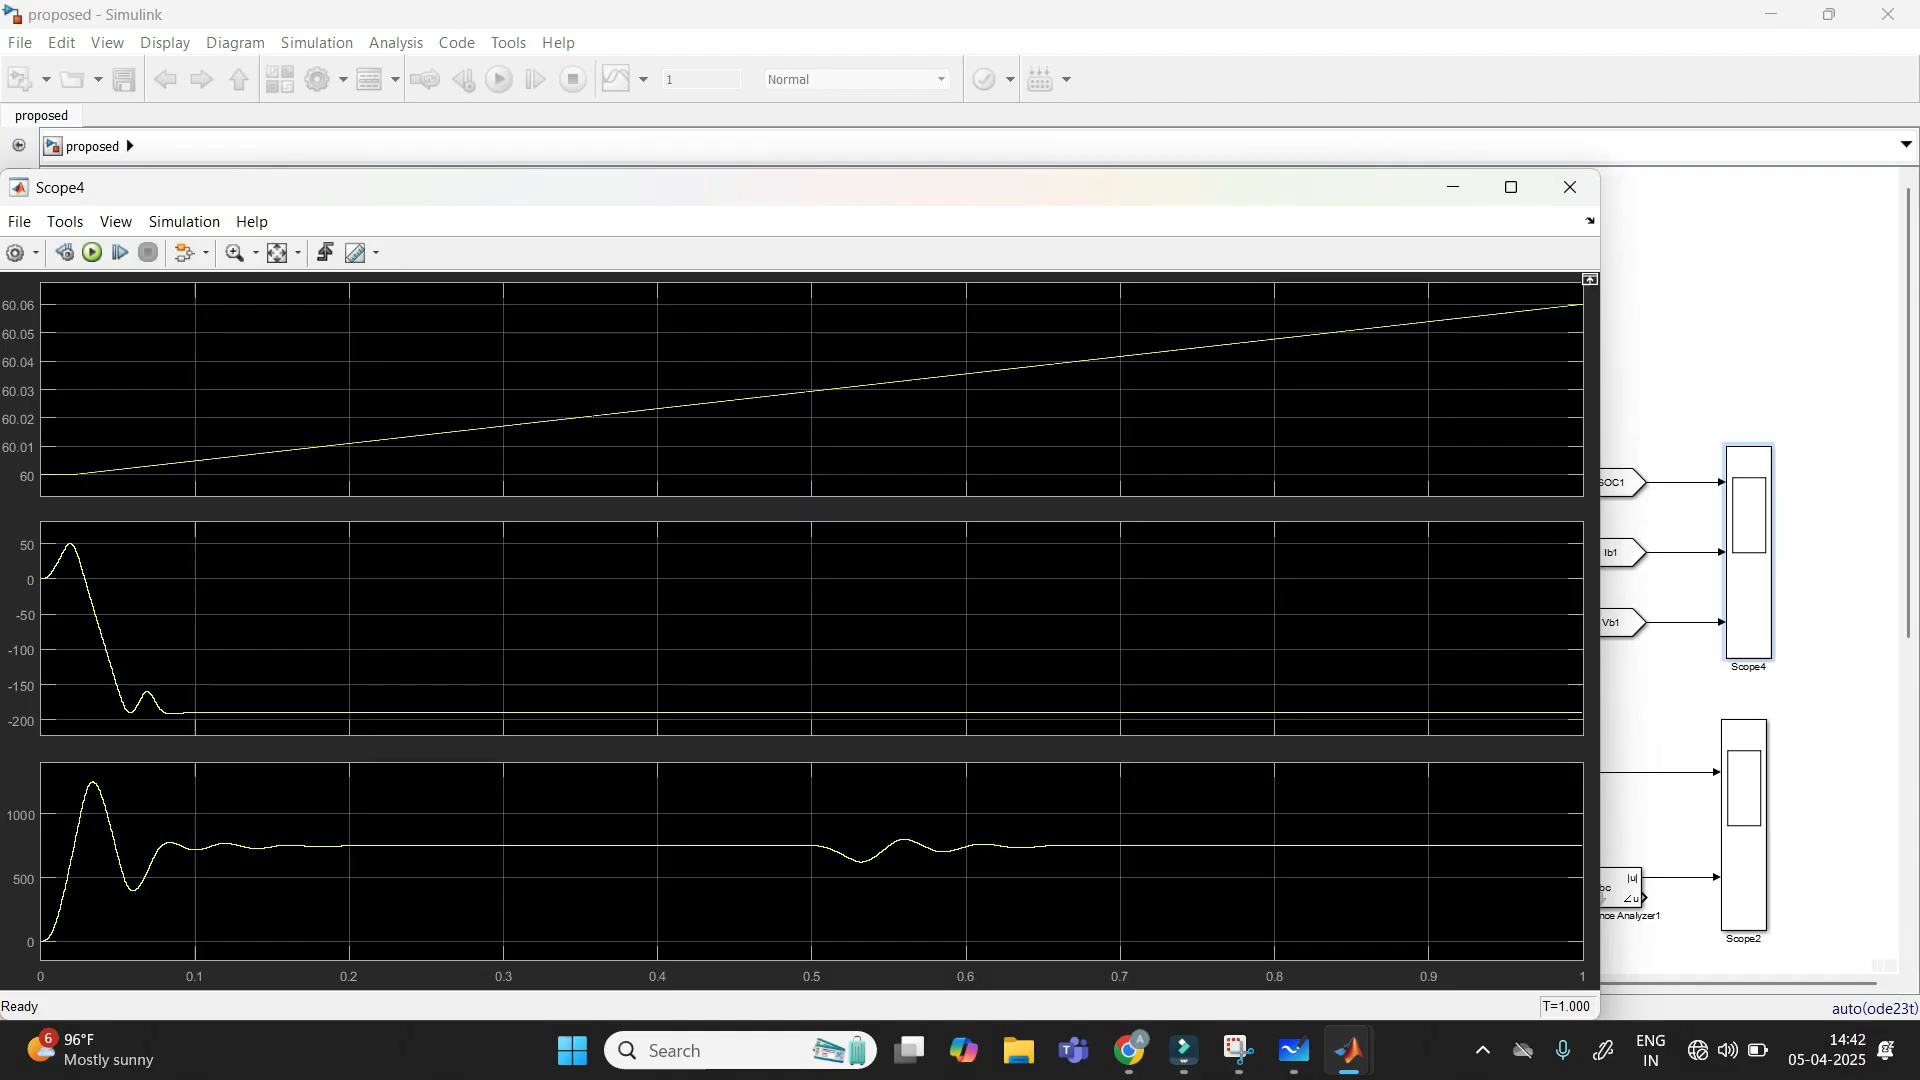 proposed - Simulink
File Edit View Display Diagram Simulation Analysis Code Tools Help
1 Normal
proposed
proposed
Scope4
File Tools View Simulation Help
60.06
60.05
60.04
60.03
60.02
60.01
60
50
0
-50
-100
-150
-200
1000
500
0
0 0.1 0.2 0.3 0.4 0.5 0.6 0.7 0.8 0.9 1
Ready T=1.000
SOC1
Ib1
Vb1
Scope4
|u|
∠u
nce Analyzer1
Scope2
auto(ode23t)
6
96°F
Mostly sunny
Search
ENG
IN
14:42
05-04-2025